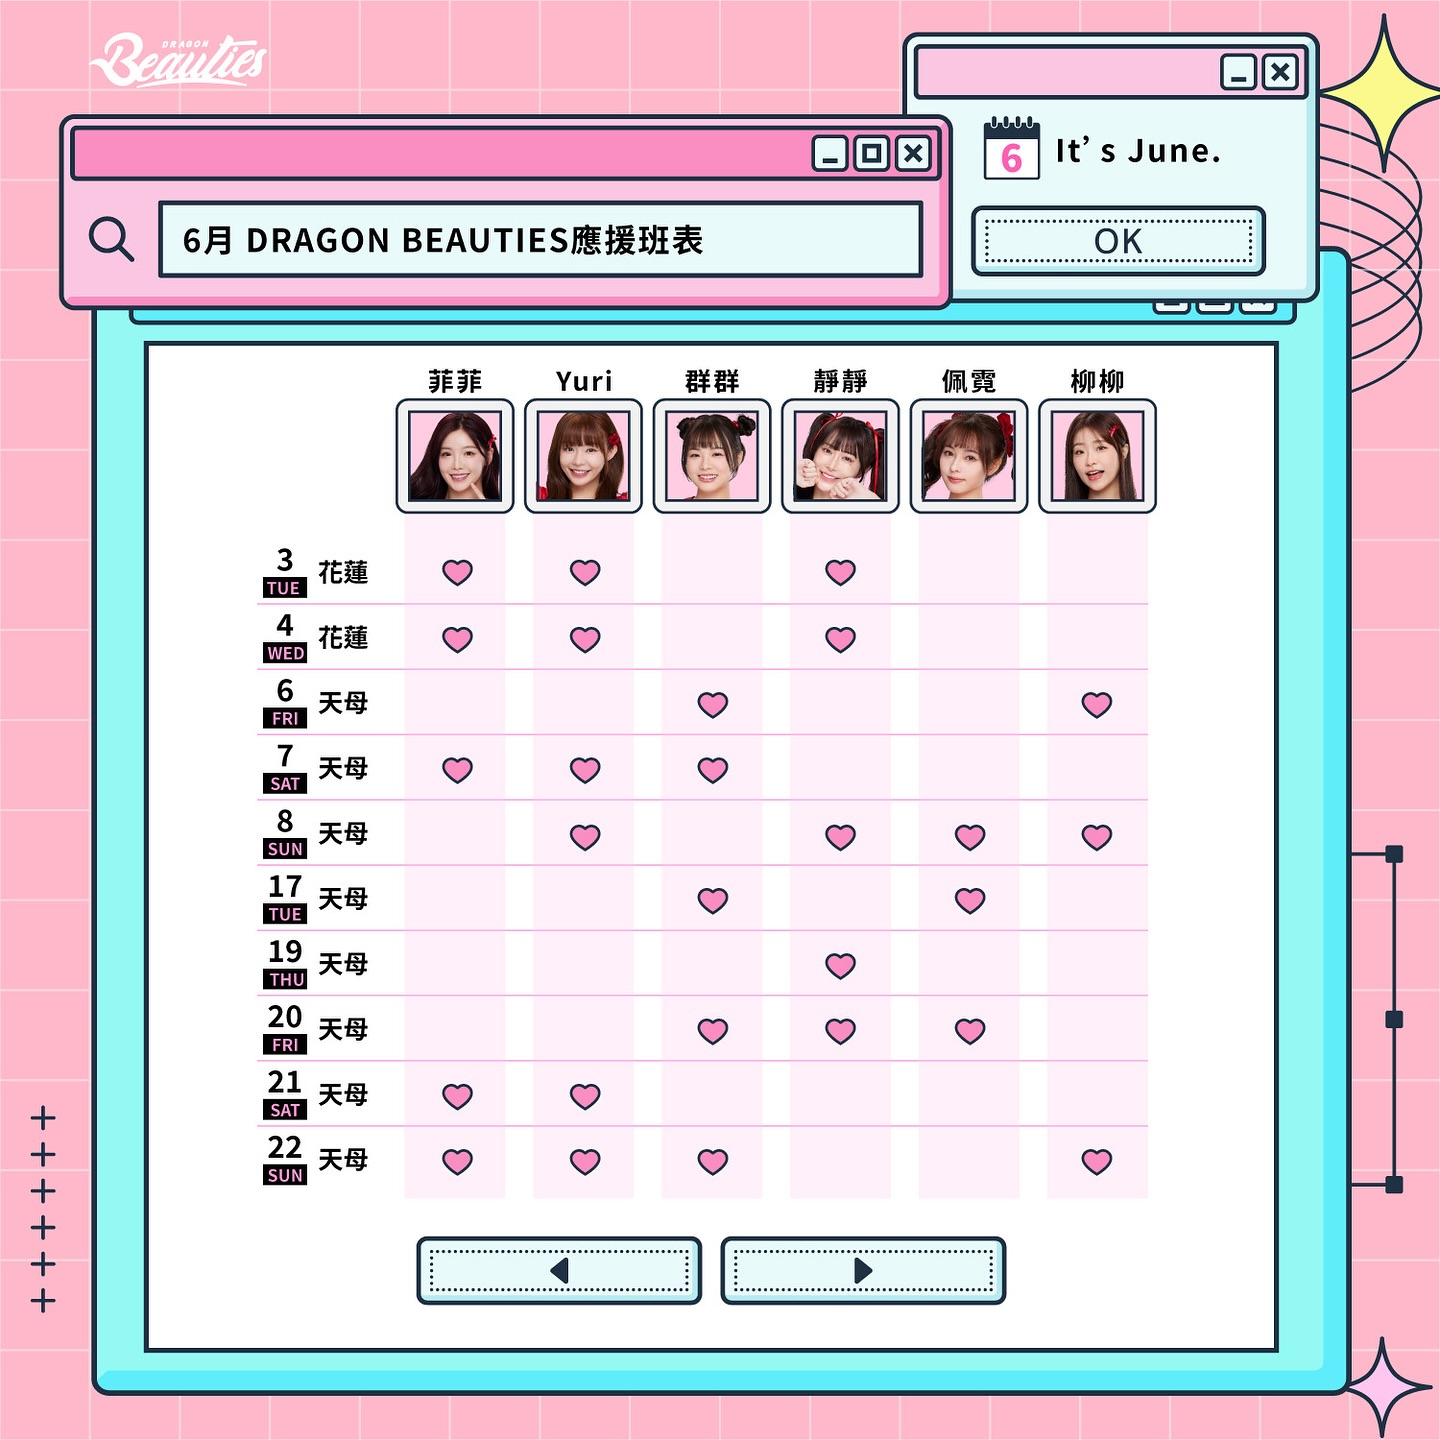 DRAGON
Beauties
6
It's June.
6月 DRAGON BEAUTIES應援班表
OK
菲菲 Yuri 群群 靜靜 佩霓 柳柳
3 TUE 花蓮
4 WED 花蓮
6 FRI 天母
7 SAT 天母
8 SUN 天母
17 TUE 天母
19 THU 天母
20 FRI 天母
21 SAT 天母
22 SUN 天母